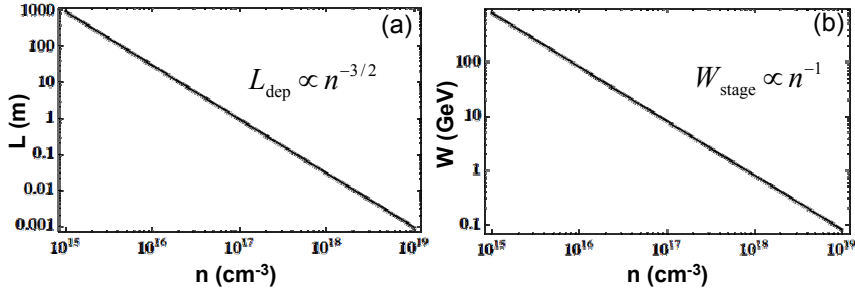 (a)
L_dep ∝ n^{-3/2}
L (m)
1000
100
10
1
0.1
0.01
0.001
10^{15}
10^{16}
10^{17}
10^{18}
10^{19}
n (cm^{-3})
(b)
W_stage ∝ n^{-1}
W (GeV)
100
10
1
0.1
10^{15}
10^{16}
10^{17}
10^{18}
10^{19}
n (cm^{-3})